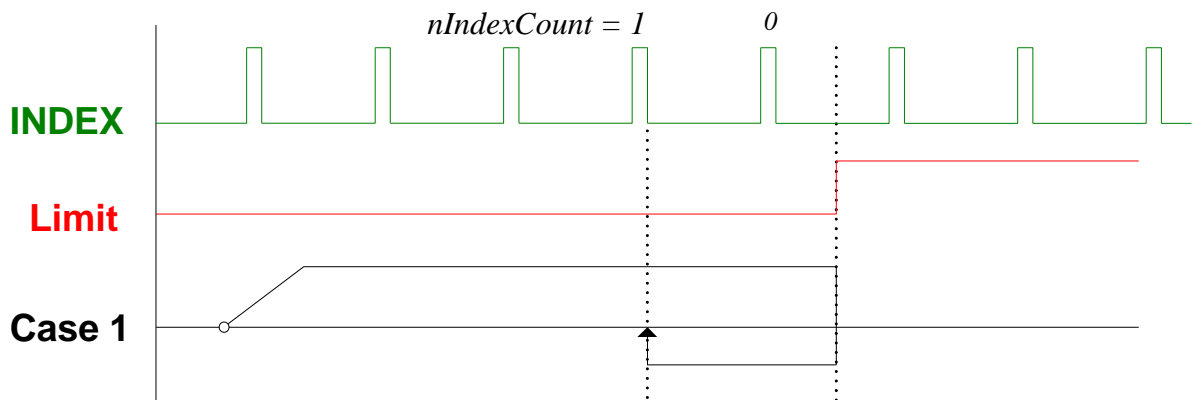 nIndexCount = 1 0
INDEX
Limit
Case 1